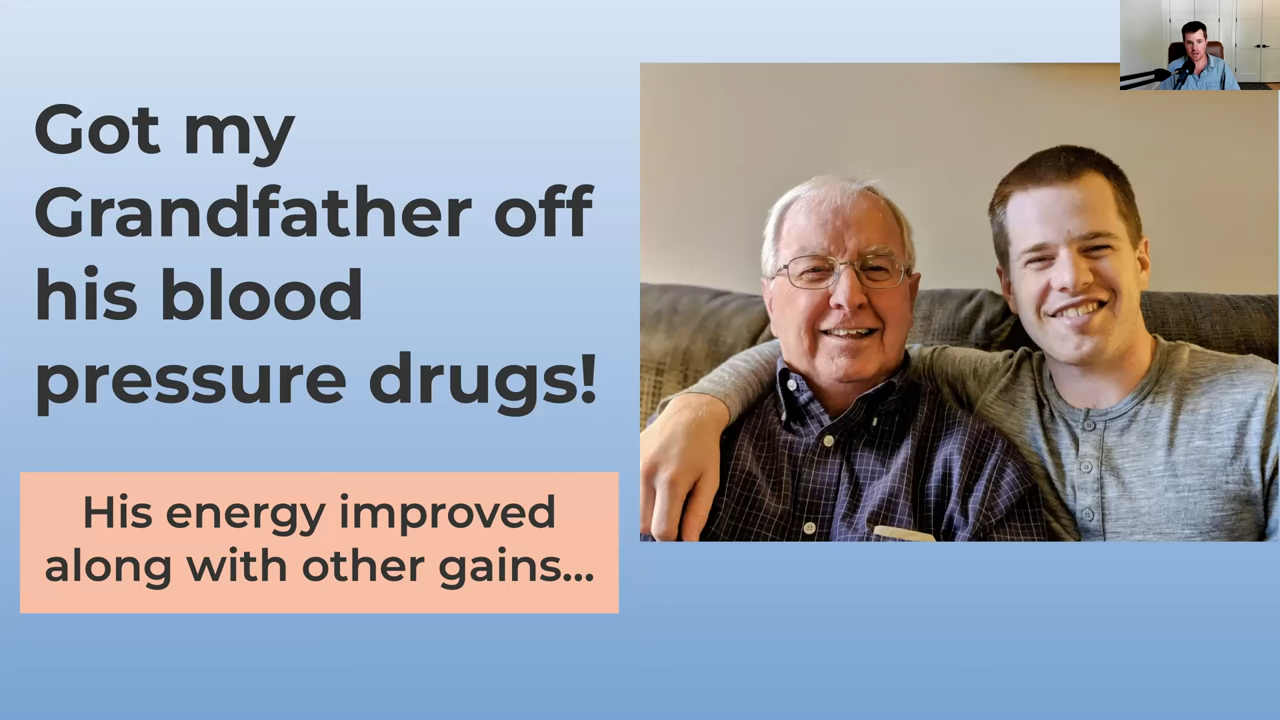 Got my
Grandfather off
his blood
pressure drugs!
His energy improved
along with other gains...